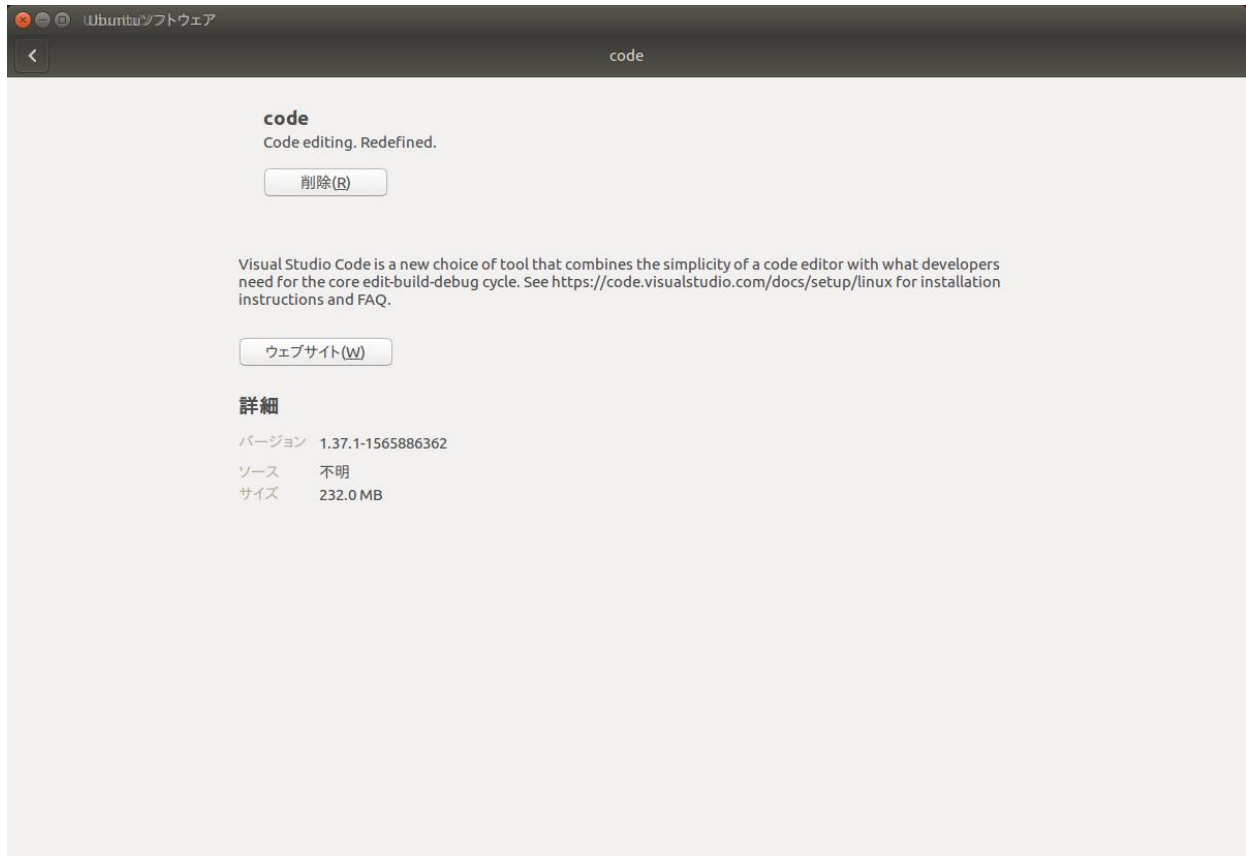 Ubuntuソフトウェア
code
code
Code editing. Redefined.
削除(R)
Visual Studio Code is a new choice of tool that combines the simplicity of a code editor with what developers
need for the core edit-build-debug cycle. See https://code.visualstudio.com/docs/setup/linux for installation
instructions and FAQ.
ウェブサイト(W)
詳細
バージョン 1.37.1-1565886362
ソース 不明
サイズ 232.0 MB